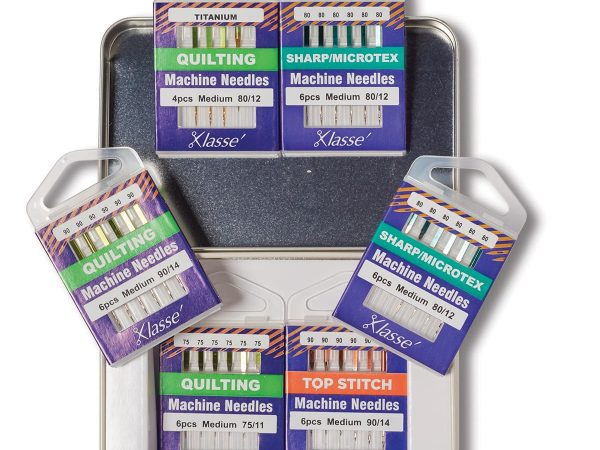 TITANIUM
QUILTING
Machine Needles
4pcs Medium 80/12
Klassé
80 80 80 80 80 80
SHARP/MICROTEX
Machine Needles
6pcs Medium 80/12
Klassé
90 90 90 90 90 90
QUILTING
Machine Needles
6pcs Medium 90/14
Klassé
80 80 80 80 80 80
SHARP/MICROTEX
Machine Needles
6pcs Medium 80/12
Klassé
75 75 75 75 75 75
QUILTING
Machine Needles
6pcs Medium 75/11
90 90 90 90 90 90
TOP STITCH
Machine Needles
6pcs Medium 90/14